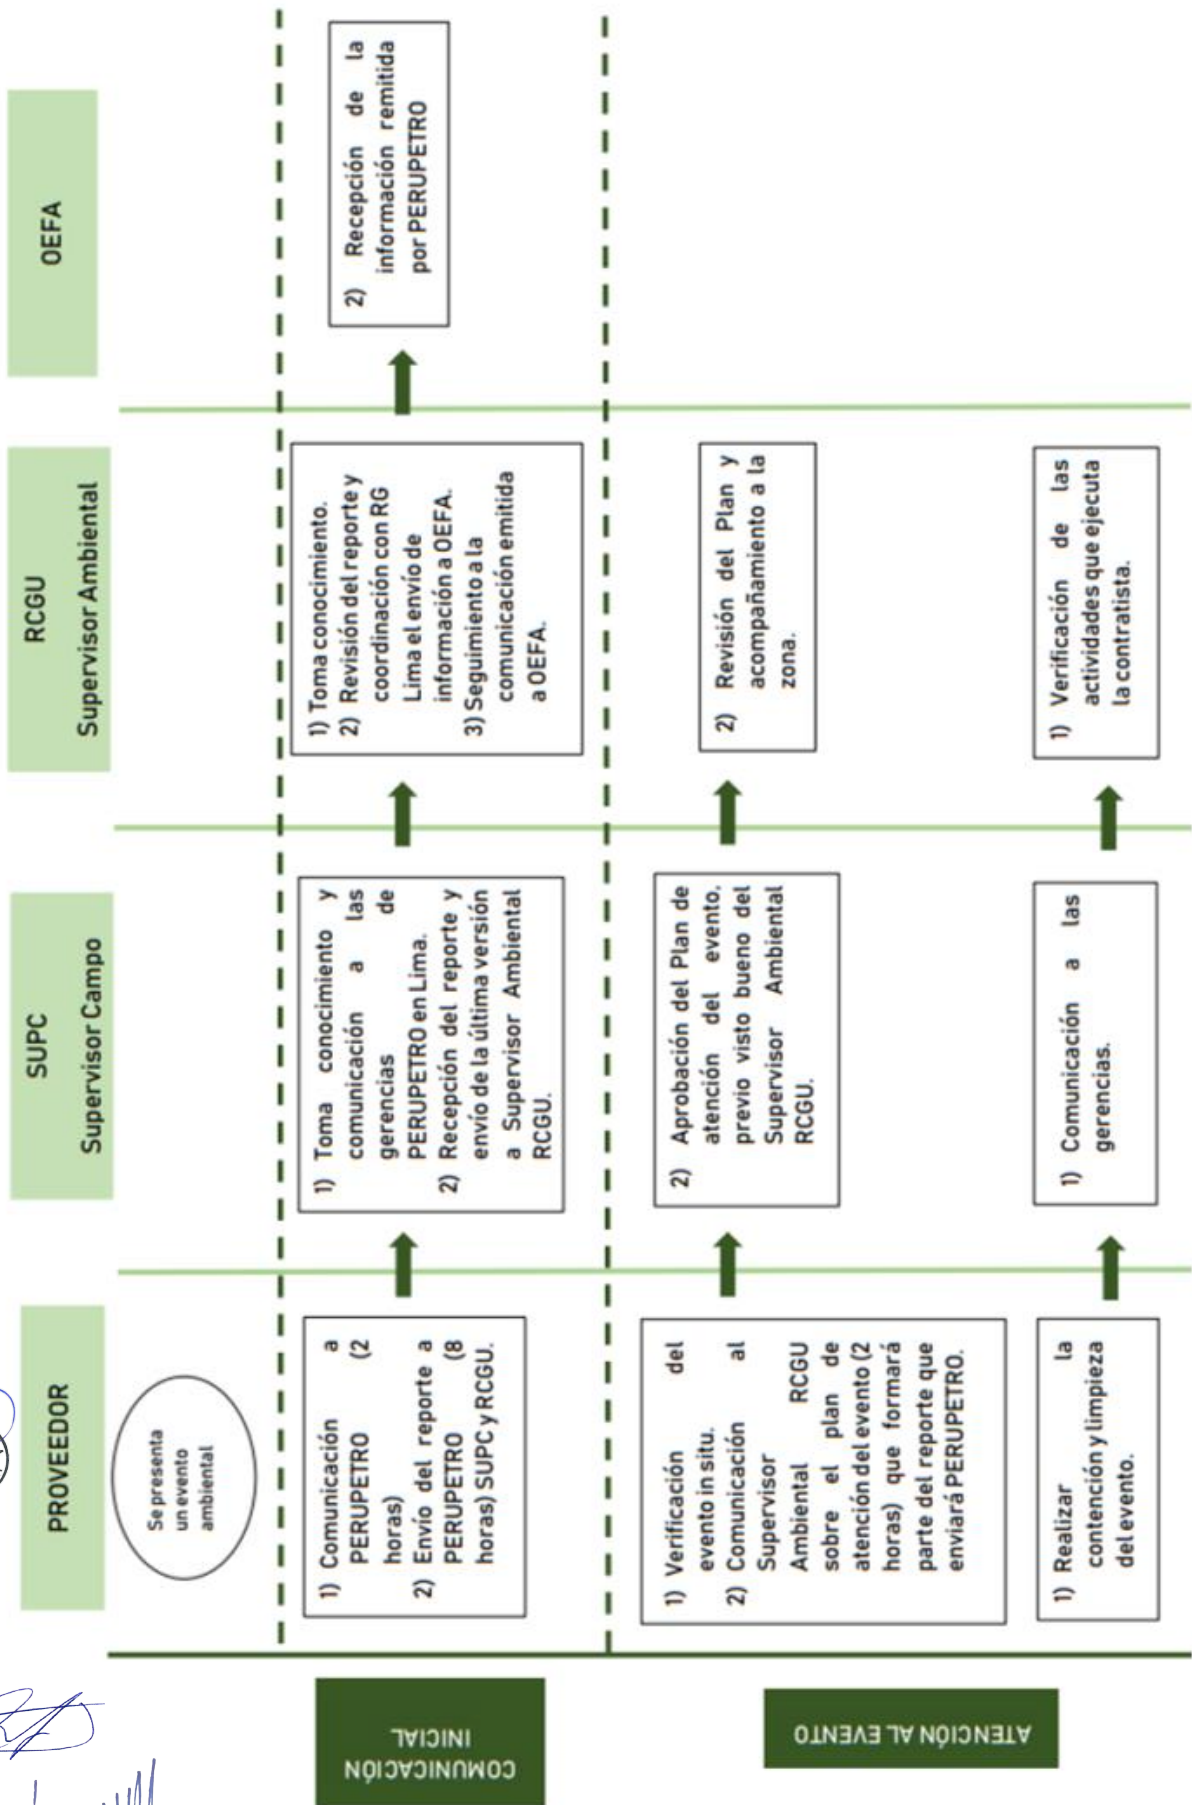 PROVEEDOR
SUPC
Supervisor Campo
RCGU
Supervisor Ambiental
OEFA
Se presenta
un evento
ambiental
COMUNICACIÓN
INICIAL
1) Comunicación a
PERUPETRO (2
horas)
2) Envío del reporte a
PERUPETRO (8
horas) SUPC y RCGU.
1) Toma conocimiento y
comunicación a las
gerencias de
PERUPETRO en Lima.
2) Recepción del reporte y
envío de la última versión
a Supervisor Ambiental
RCGU.
1) Toma conocimiento.
2) Revisión del reporte y
coordinación con RG
Lima el envío de
información a OEFA.
3) Seguimiento a la
comunicación emitida
a OEFA.
2) Recepción de la
información remitida
por PERUPETRO
ATENCIÓN AL EVENTO
1) Verificación del
evento in situ.
2) Comunicación al
Supervisor
Ambiental RCGU
sobre el plan de
atención del evento (2
horas) que formará
parte del reporte que
enviará PERUPETRO.
2) Aprobación del Plan de
atención del evento,
previo visto bueno del
Supervisor Ambiental
RCGU.
2) Revisión del Plan y
acompañamiento a la
zona.
1) Realizar la
contención y limpieza
del evento.
1) Comunicación a las
gerencias.
1) Verificación de las
actividades que ejecuta
la contratista.